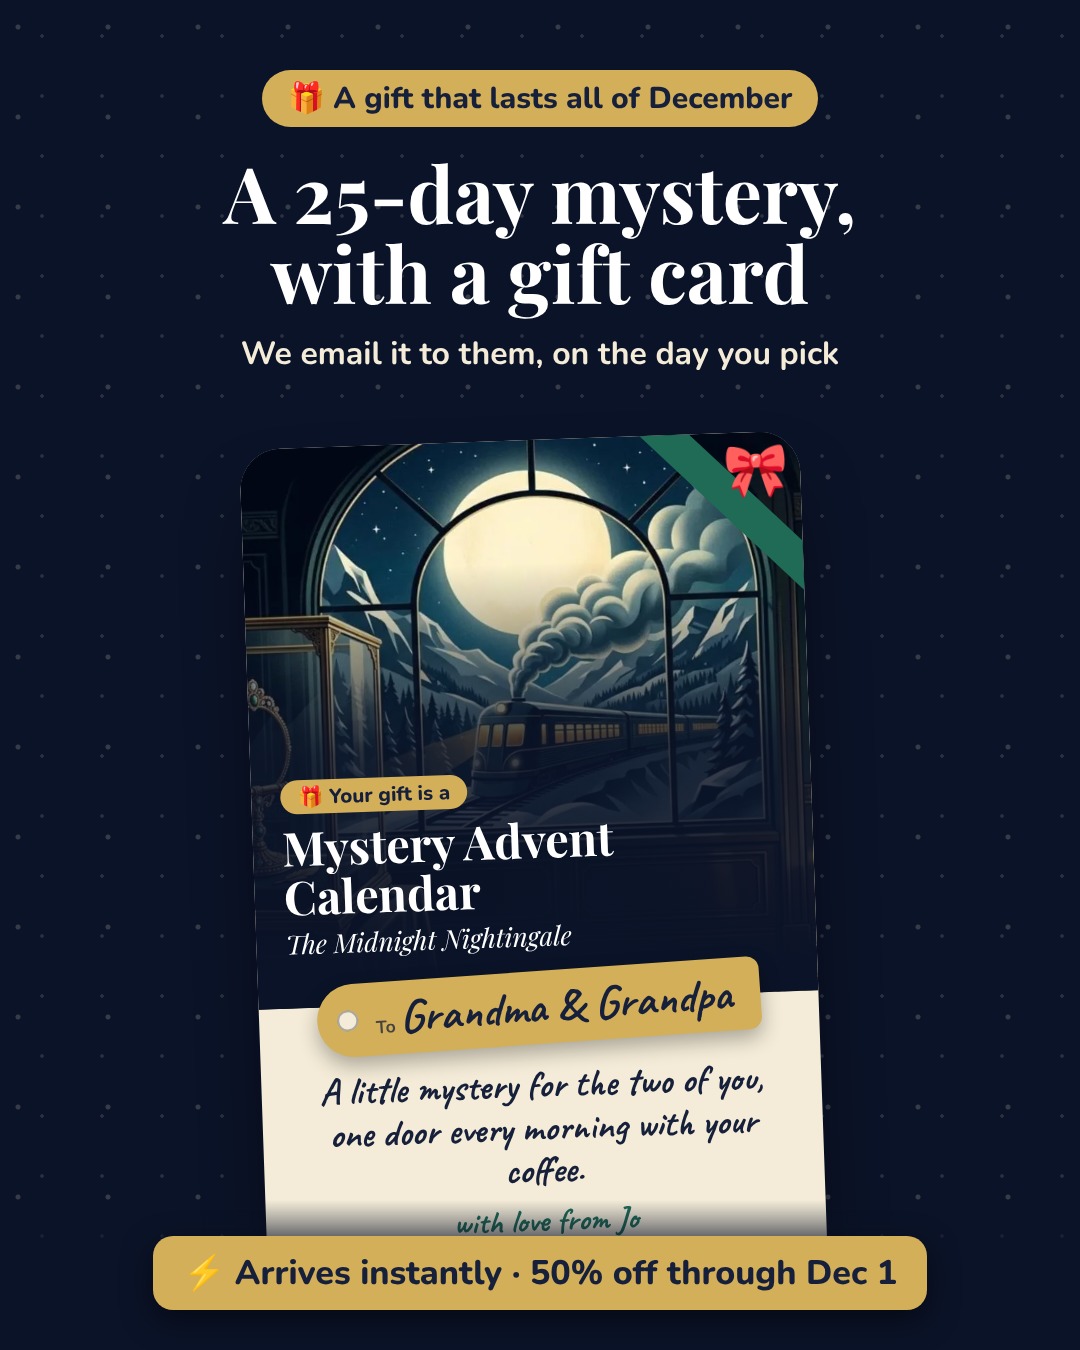 🎁 A gift that lasts all of December
A 25-day mystery,
with a gift card
We email it to them, on the day you pick
🎁 Your gift is a
Mystery Advent
Calendar
The Midnight Nightingale
To Grandma & Grandpa
A little mystery for the two of you,
one door every morning with your
coffee.
with love from Jo
⚡ Arrives instantly · 50% off through Dec 1